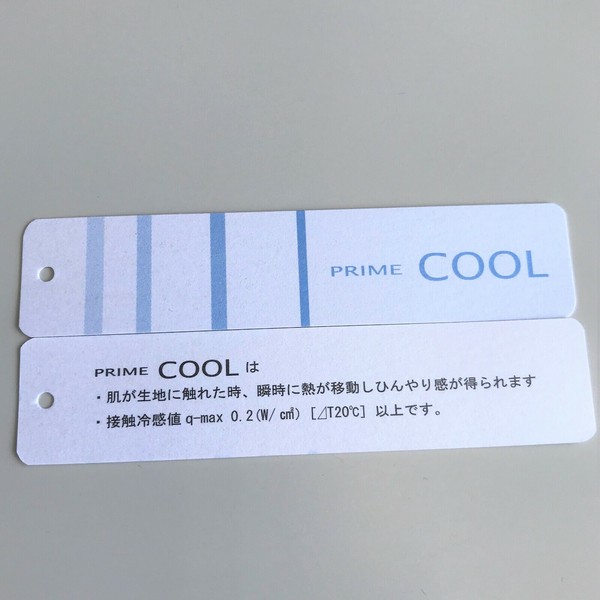 PRIME COOL
PRIME COOL は
・肌が生地に触れた時、瞬時に熱が移動しひんやり感が得られます
・接触冷感値 q-max 0.2(W/㎠) [⊿T20℃] 以上です。